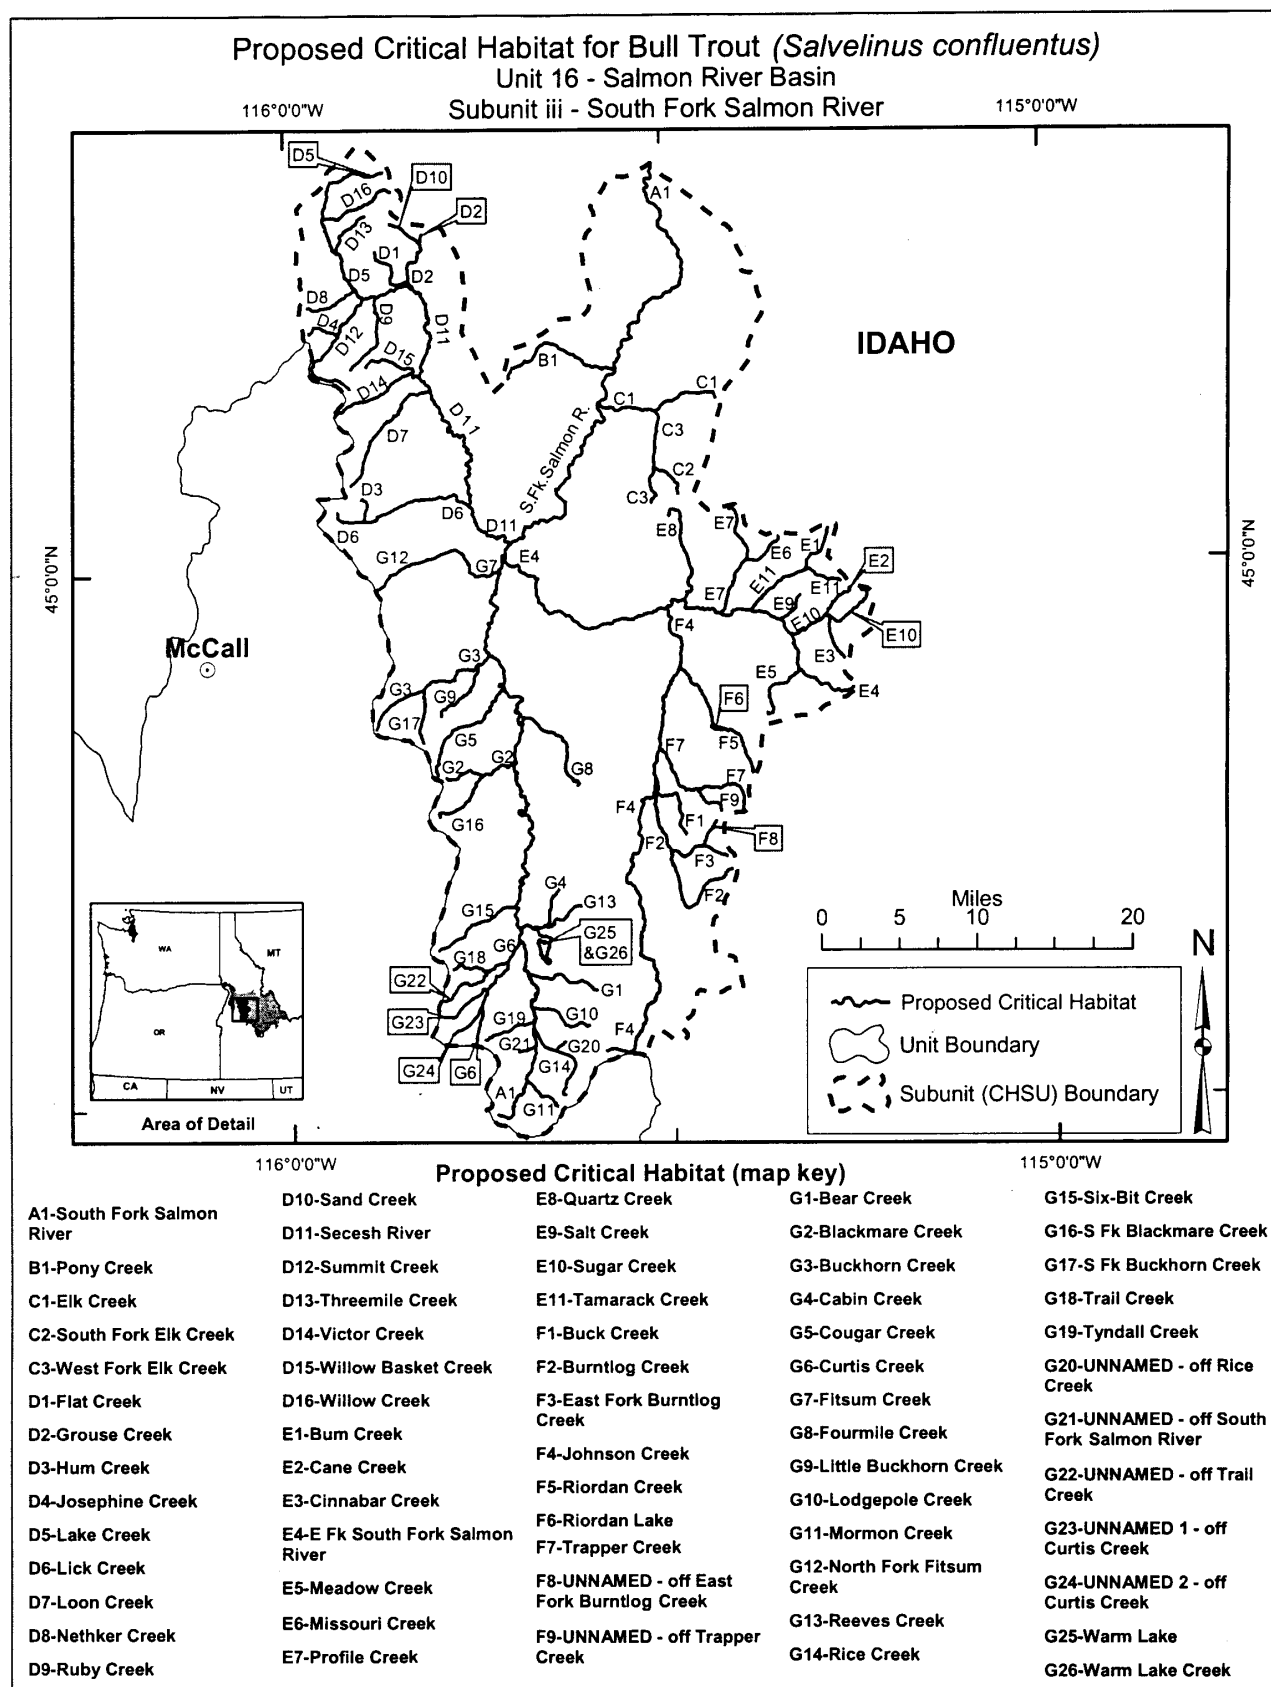 Proposed Critical Habitat for Bull Trout (Salvelinus confluentus)
Unit 16 - Salmon River Basin
Subunit iii - South Fork Salmon River
116°0'0"W
115°0'0"W
D5
D16
D10
D2
A1
D13
D1
D5
D2
D8
D9
D4
D12
D11
D15
D14
B1
IDAHO
C1
C1
D11
D7
C3
S.Fk.Salmon R.
C2
C3
D3
D6
D6
D11
E8
E7
E6
E1
E2
45°0'0"N
45°0'0"N
G12
G7
E4
E11
E11
E7
E9
E10
E10
F4
McCall
G3
E3
E5
E4
G3
G9
F6
G17
G5
F7
F5
G2
G2
G8
F7
F9
F4
F1
G16
F8
F2
F3
F2
G4
G13
G15
G25
&G26
G6
G18
G22
G1
G23
G19
G10
F4
G21
G20
G24
G6
G14
A1
G11
WA
MT
OR
CA
NV
UT
Area of Detail
Miles
0 5 10 20
N
Proposed Critical Habitat
Unit Boundary
Subunit (CHSU) Boundary
116°0'0"W
115°0'0"W
Proposed Critical Habitat (map key)
A1-South Fork Salmon
River
B1-Pony Creek
C1-Elk Creek
C2-South Fork Elk Creek
C3-West Fork Elk Creek
D1-Flat Creek
D2-Grouse Creek
D3-Hum Creek
D4-Josephine Creek
D5-Lake Creek
D6-Lick Creek
D7-Loon Creek
D8-Nethker Creek
D9-Ruby Creek
D10-Sand Creek
D11-Secesh River
D12-Summit Creek
D13-Threemile Creek
D14-Victor Creek
D15-Willow Basket Creek
D16-Willow Creek
E1-Bum Creek
E2-Cane Creek
E3-Cinnabar Creek
E4-E Fk South Fork Salmon
River
E5-Meadow Creek
E6-Missouri Creek
E7-Profile Creek
E8-Quartz Creek
E9-Salt Creek
E10-Sugar Creek
E11-Tamarack Creek
F1-Buck Creek
F2-Burntlog Creek
F3-East Fork Burntlog
Creek
F4-Johnson Creek
F5-Riordan Creek
F6-Riordan Lake
F7-Trapper Creek
F8-UNNAMED - off East
Fork Burntlog Creek
F9-UNNAMED - off Trapper
Creek
G1-Bear Creek
G2-Blackmare Creek
G3-Buckhorn Creek
G4-Cabin Creek
G5-Cougar Creek
G6-Curtis Creek
G7-Fitsum Creek
G8-Fourmile Creek
G9-Little Buckhorn Creek
G10-Lodgepole Creek
G11-Mormon Creek
G12-North Fork Fitsum
Creek
G13-Reeves Creek
G14-Rice Creek
G15-Six-Bit Creek
G16-S Fk Blackmare Creek
G17-S Fk Buckhorn Creek
G18-Trail Creek
G19-Tyndall Creek
G20-UNNAMED - off Rice
Creek
G21-UNNAMED - off South
Fork Salmon River
G22-UNNAMED - off Trail
Creek
G23-UNNAMED 1 - off
Curtis Creek
G24-UNNAMED 2 - off
Curtis Creek
G25-Warm Lake
G26-Warm Lake Creek